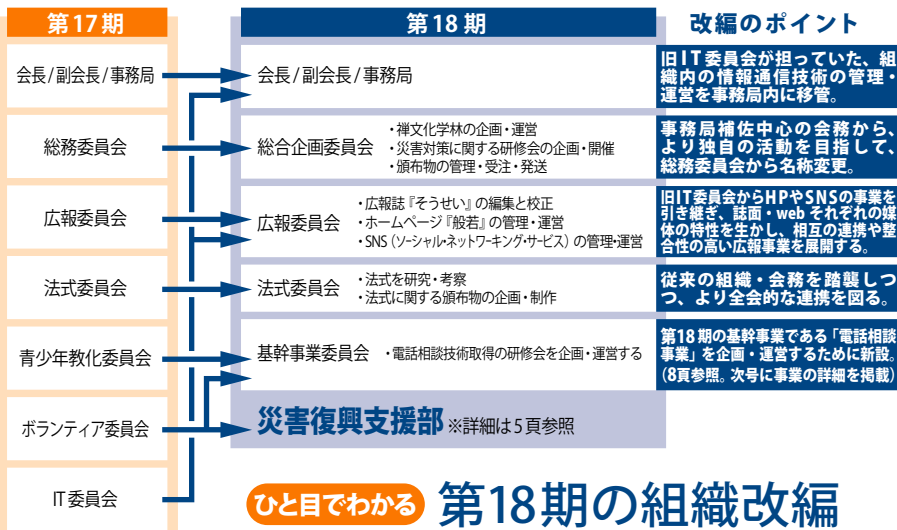 第17期
会長/副会長/事務局
総務委員会
広報委員会
法式委員会
青少年教化委員会
ボランティア委員会
IT委員会
第18期
会長/副会長/事務局
総合企画委員会
・禅文化学林の企画・運営
・災害対策に関する研修会の企画・開催
・頒布物の管理・受注・発送
広報委員会
・広報誌『そうせい』の編集と校正
・ホームページ『般若』の管理・運営
・SNS（ソーシャル・ネットワーキング・サービス）の管理・運営
法式委員会
・法式を研究・考察
・法式に関する頒布物の企画・制作
基幹事業委員会
・電話相談技術取得の研修会を企画・運営する
災害復興支援部 ※詳細は5頁参照
改編のポイント
旧IT委員会が担っていた、組
織内の情報通信技術の管理・
運営を事務局内に移管。
事務局補佐中心の会務から、
より独自の活動を目指して、
総務委員会から名称変更。
旧IT委員会からHPやSNSの事業を
引き継ぎ、誌面・web それぞれの媒
体の特性を生かし、相互の連携や整
合性の高い広報事業を展開する。
従来の組織・会務を踏襲しつ
つ、より全会的な連携を図る。
第18期の基幹事業である「電話相談
事業」を企画・運営するために新設。
（8頁参照。次号に事業の詳細を掲載）
ひと目でわかる 第18期の組織改編